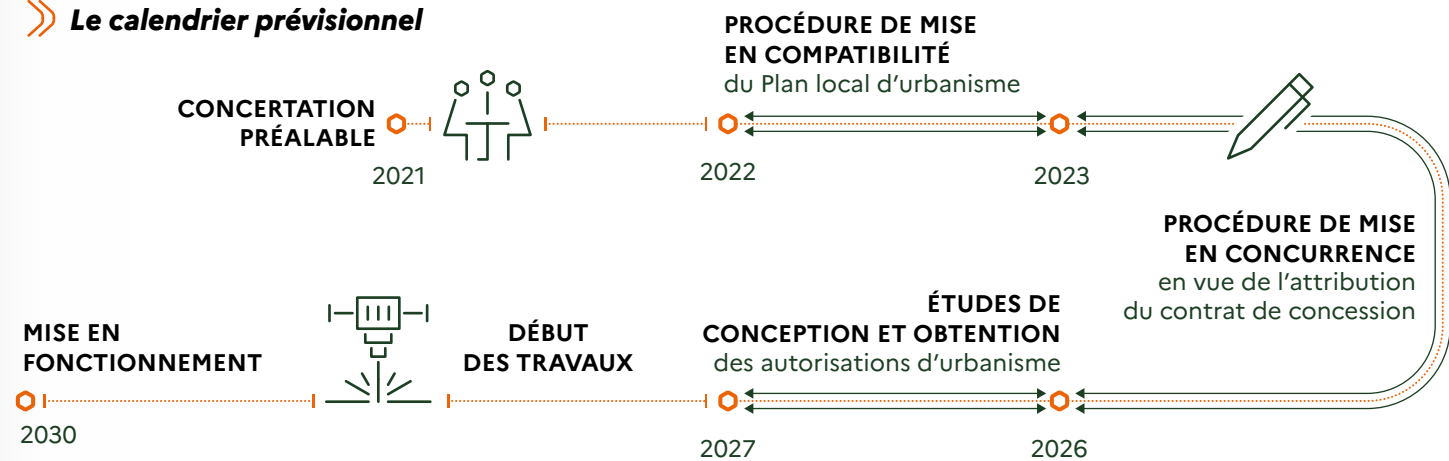 Le calendrier prévisionnel
CONCERTATION
PRÉALABLE
2021
PROCÉDURE DE MISE
EN COMPATIBILITÉ
du Plan local d'urbanisme
2022
2023
PROCÉDURE DE MISE
EN CONCURRENCE
en vue de l'attribution
du contrat de concession
ÉTUDES DE
CONCEPTION ET OBTENTION
des autorisations d'urbanisme
2026
2027
DÉBUT
DES TRAVAUX
MISE EN
FONCTIONNEMENT
2030